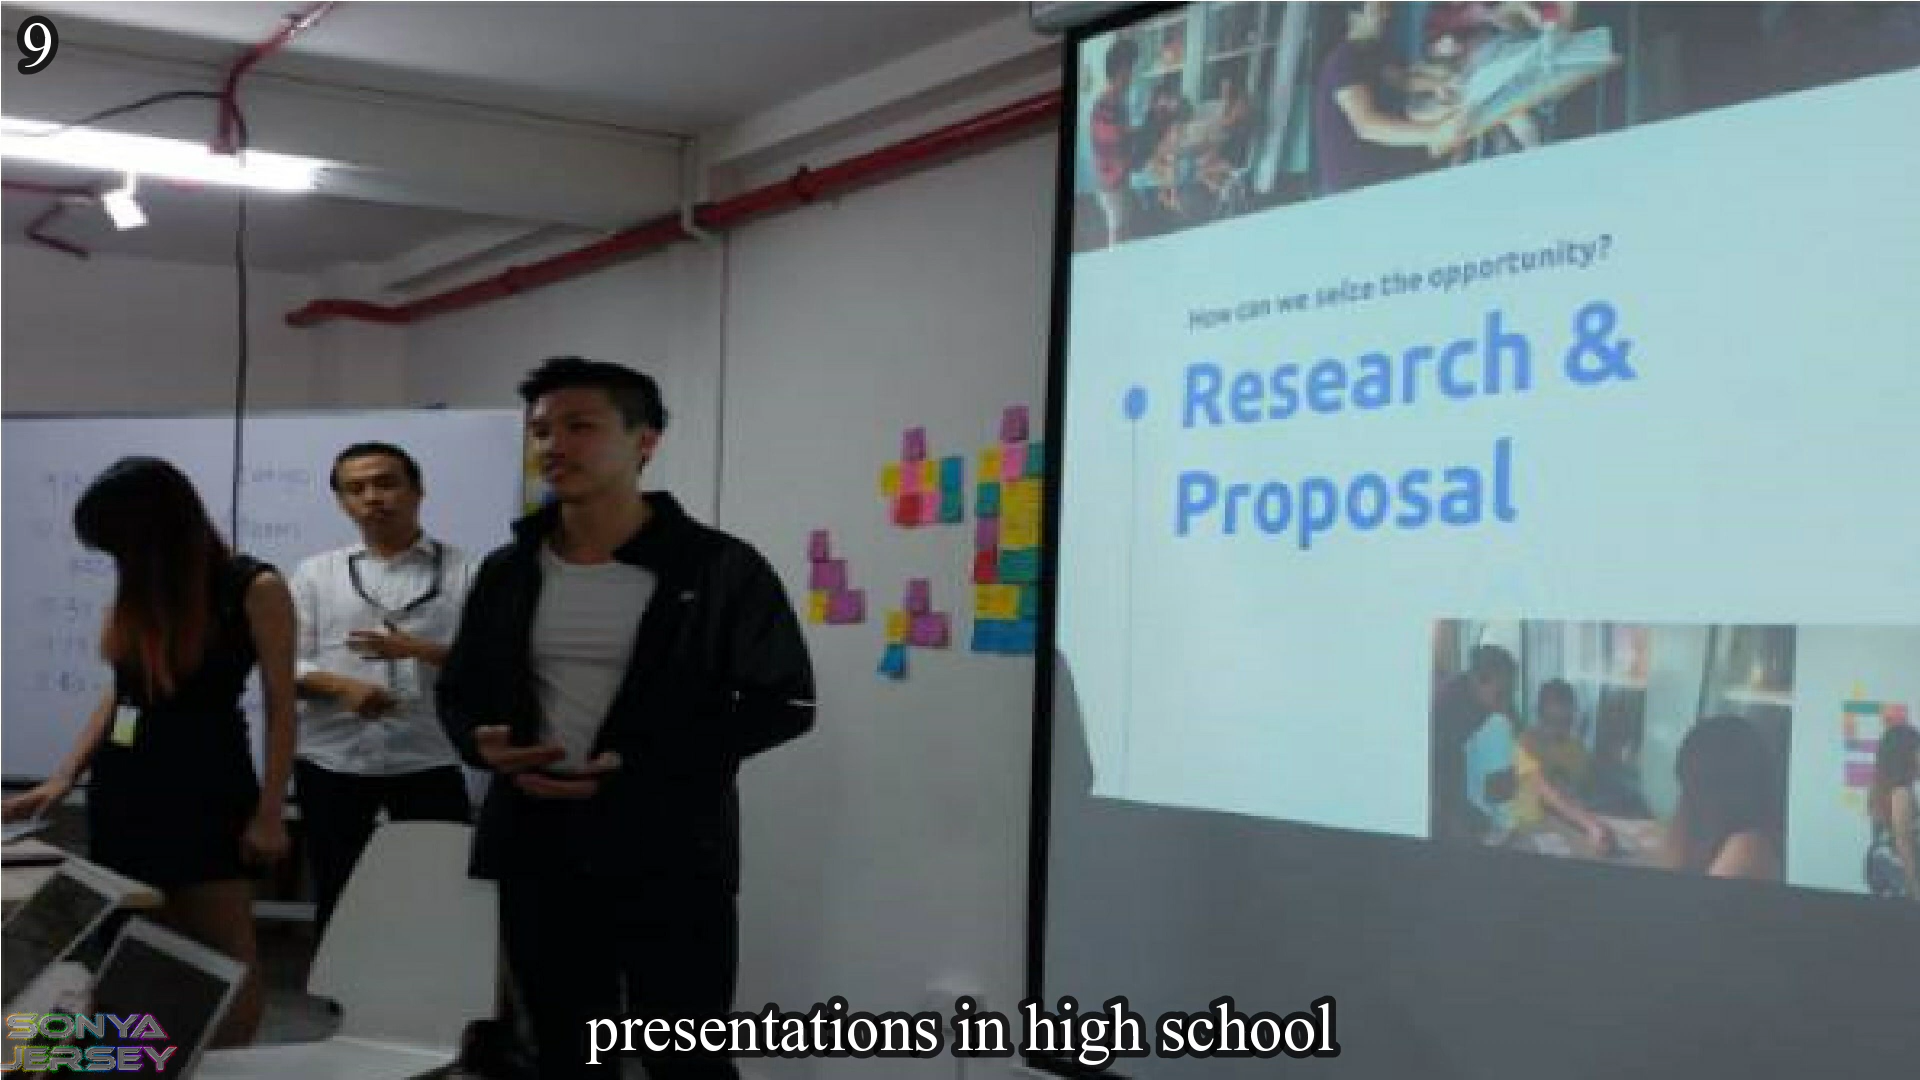 9
How can we seize the opportunity?
Research &
Proposal
presentations in high school
SONYA
JERSEY